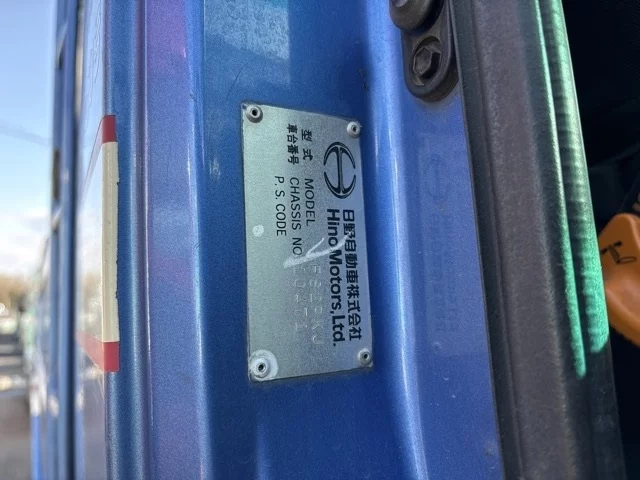 日野自動車株式会社
Hino Motors, Ltd.
型式 MODEL
車台番号 CHASSIS NO.
P.S. CODE